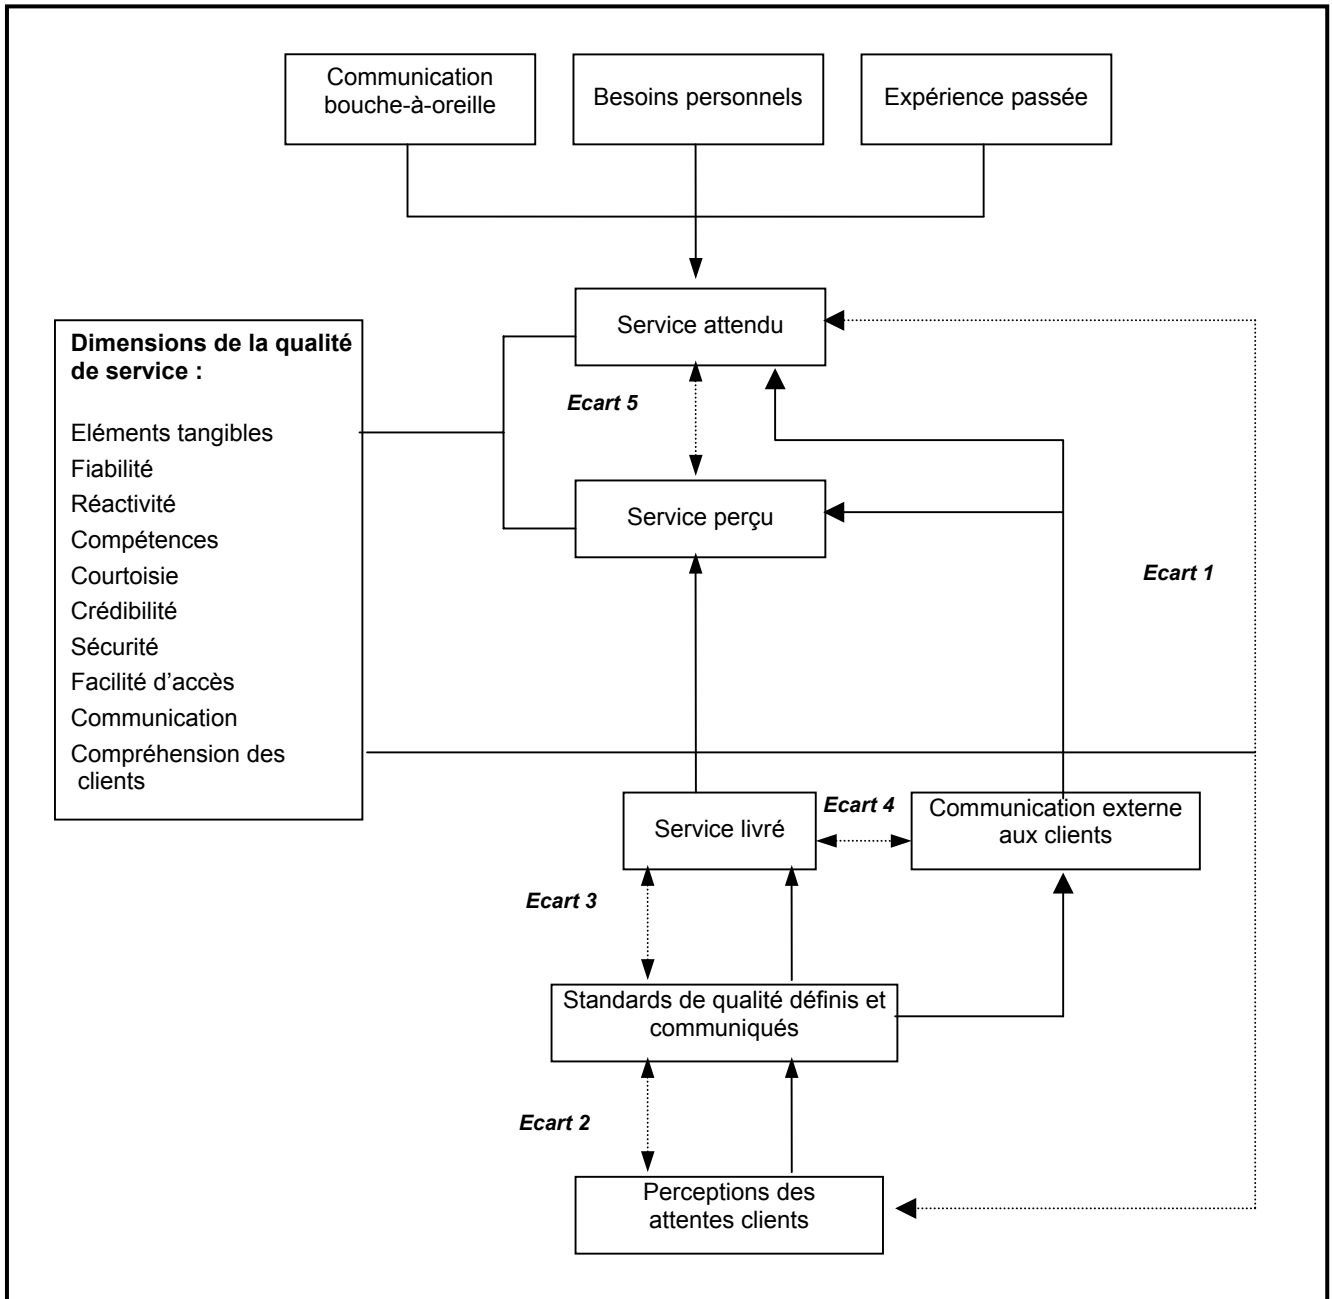 Communication
bouche-à-oreille
Besoins personnels
Expérience passée
Service attendu
Dimensions de la qualité
de service :
Eléments tangibles
Fiabilité
Réactivité
Compétences
Courtoisie
Crédibilité
Sécurité
Facilité d’accès
Communication
Compréhension des
clients
Ecart 5
Service perçu
Ecart 1
Service livré
Ecart 4
Communication externe
aux clients
Ecart 3
Standards de qualité définis et
communiqués
Ecart 2
Perceptions des
attentes clients